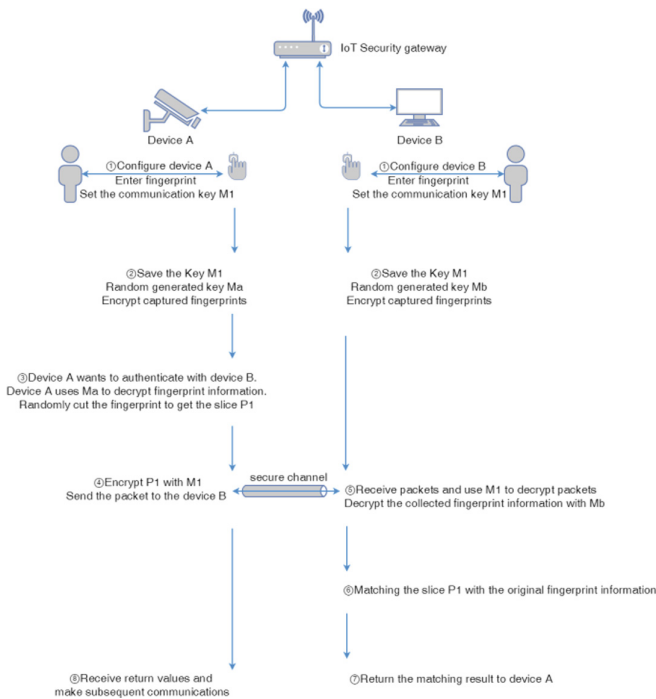 IoT Security gateway
Device A
Device B
①Configure device A
Enter fingerprint
Set the communication key M1
①Configure device B
Enter fingerprint
Set the communication key M1
②Save the Key M1
Random generated key Ma
Encrypt captured fingerprints
②Save the Key M1
Random generated key Mb
Encrypt captured fingerprints
③Device A wants to authenticate with device B.
Device A uses Ma to decrypt fingerprint information.
Randomly cut the fingerprint to get the slice P1
④Encrypt P1 with M1
Send the packet to the device B
secure channel
⑤Receive packets and use M1 to decrypt packets
Decrypt the collected fingerprint information with Mb
⑥Matching the slice P1 with the original fingerprint information
⑦Return the matching result to device A
⑧Receive return values and
make subsequent communications